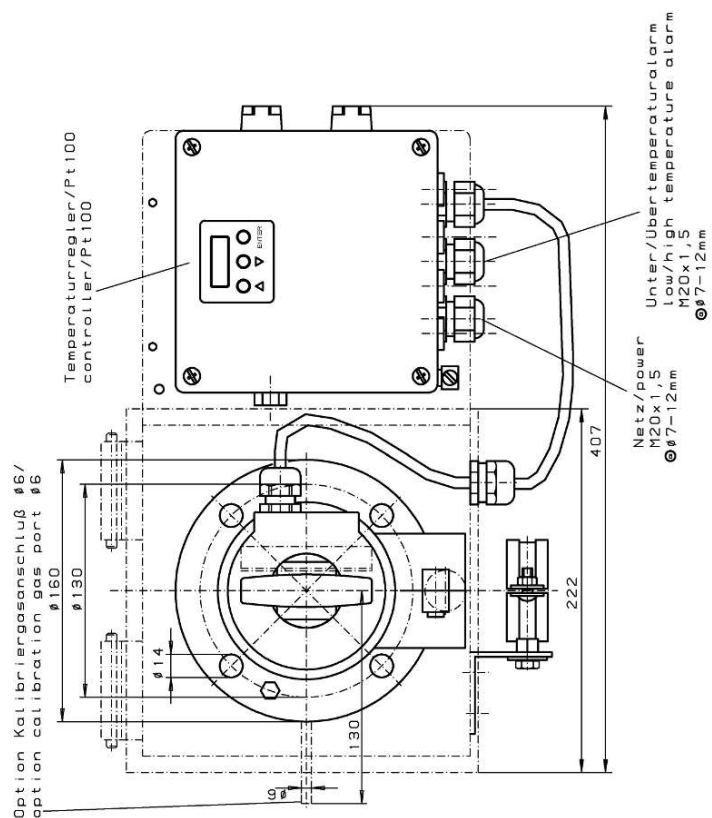 Option Kalibriergasanschluß ø6/
option calibration gas port ø6
Temperaturregler/Pt100
controller/Pt100
ENTER
Unter/Übertemperaturalarm
low/high temperature alarm
M20x1,5
ø7-12mm
Netz/power
M20x1,5
ø7-12mm
ø160
ø130
ø14
130
ø6
222
407